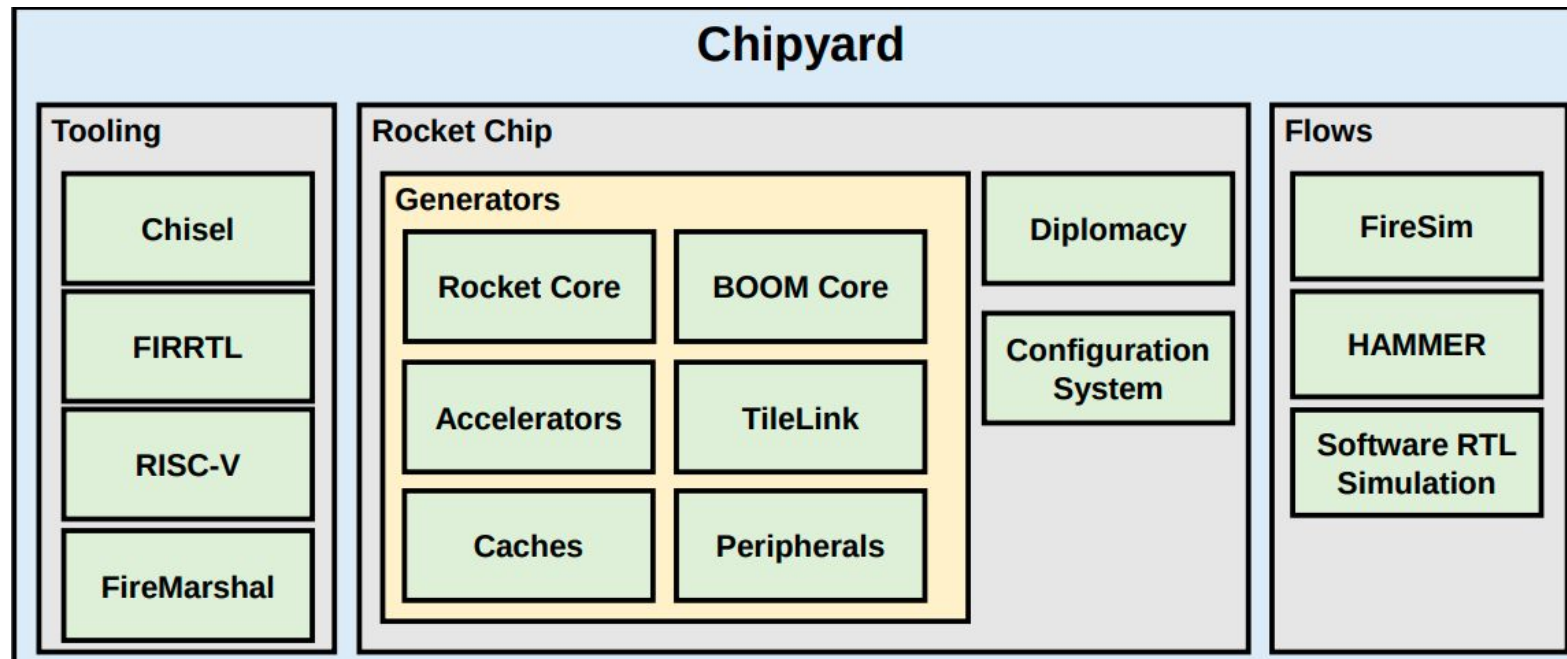 Chipyard
Tooling
Chisel
FIRRTL
RISC-V
FireMarshal
Rocket Chip
Generators
Rocket Core
BOOM Core
Accelerators
TileLink
Caches
Peripherals
Diplomacy
Configuration
System
Flows
FireSim
HAMMER
Software RTL
Simulation